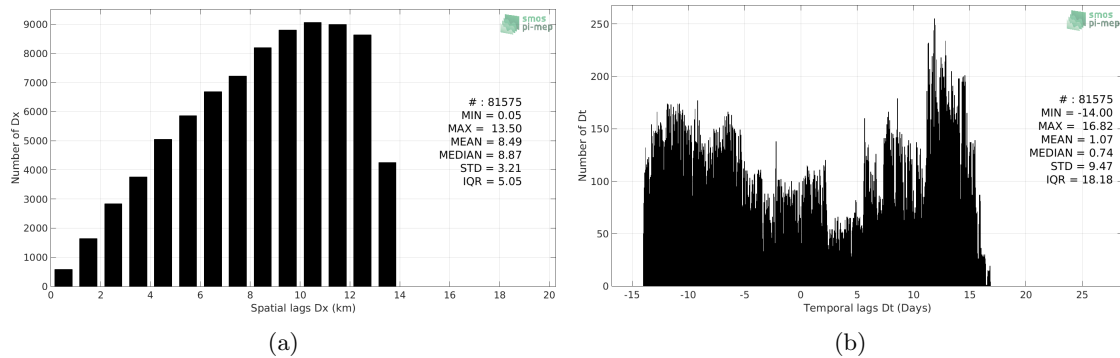 smos
pi-mep
9000
8000
7000
6000
5000
4000
3000
2000
1000
0
Number of Dx
# : 81575
MIN = 0.05
MAX = 13.50
MEAN = 8.49
MEDIAN = 8.87
STD = 3.21
IQR = 5.05
0 2 4 6 8 10 12 14 16 18 20
Spatial lags Dx (km)
(a)
smos
pi-mep
250
200
150
100
50
0
Number of Dt
# : 81575
MIN = -14.00
MAX = 16.82
MEAN = 1.07
MEDIAN = 0.74
STD = 9.47
IQR = 18.18
-15 -10 -5 0 5 10 15 20 25
Temporal lags Dt (Days)
(b)